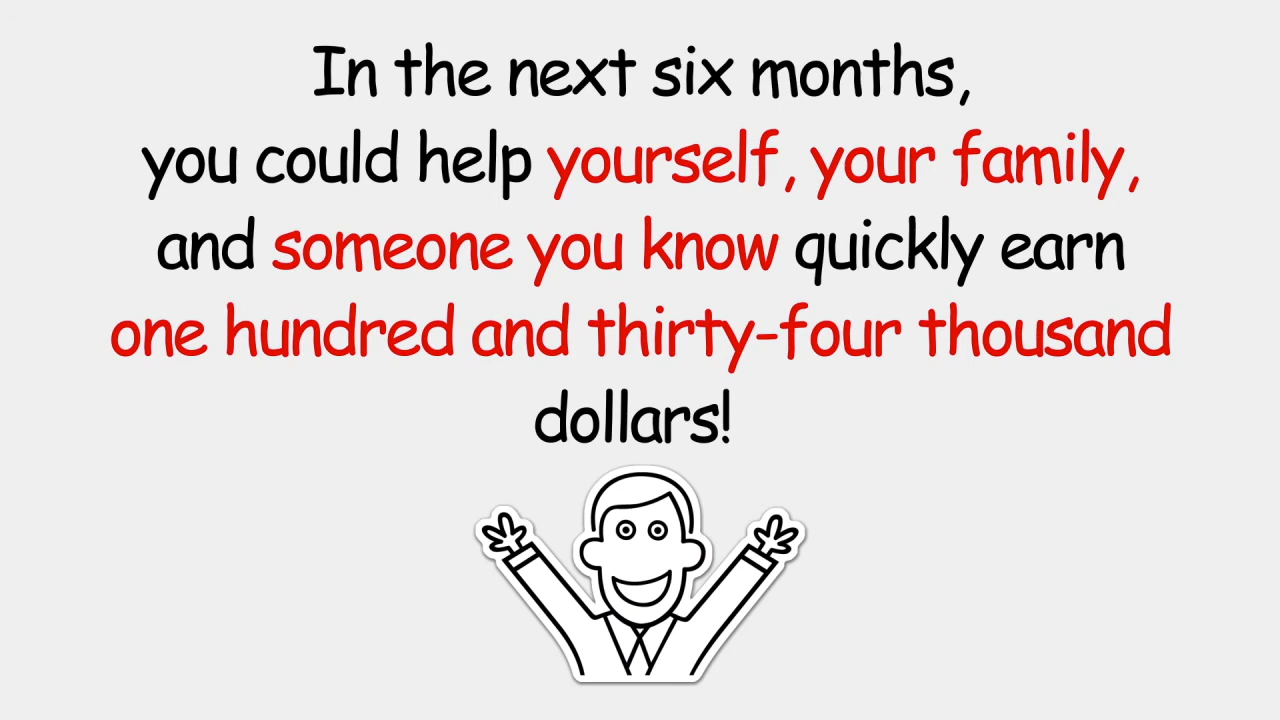 In the next six months,
you could help yourself, your family,
and someone you know quickly earn
one hundred and thirty-four thousand
dollars!